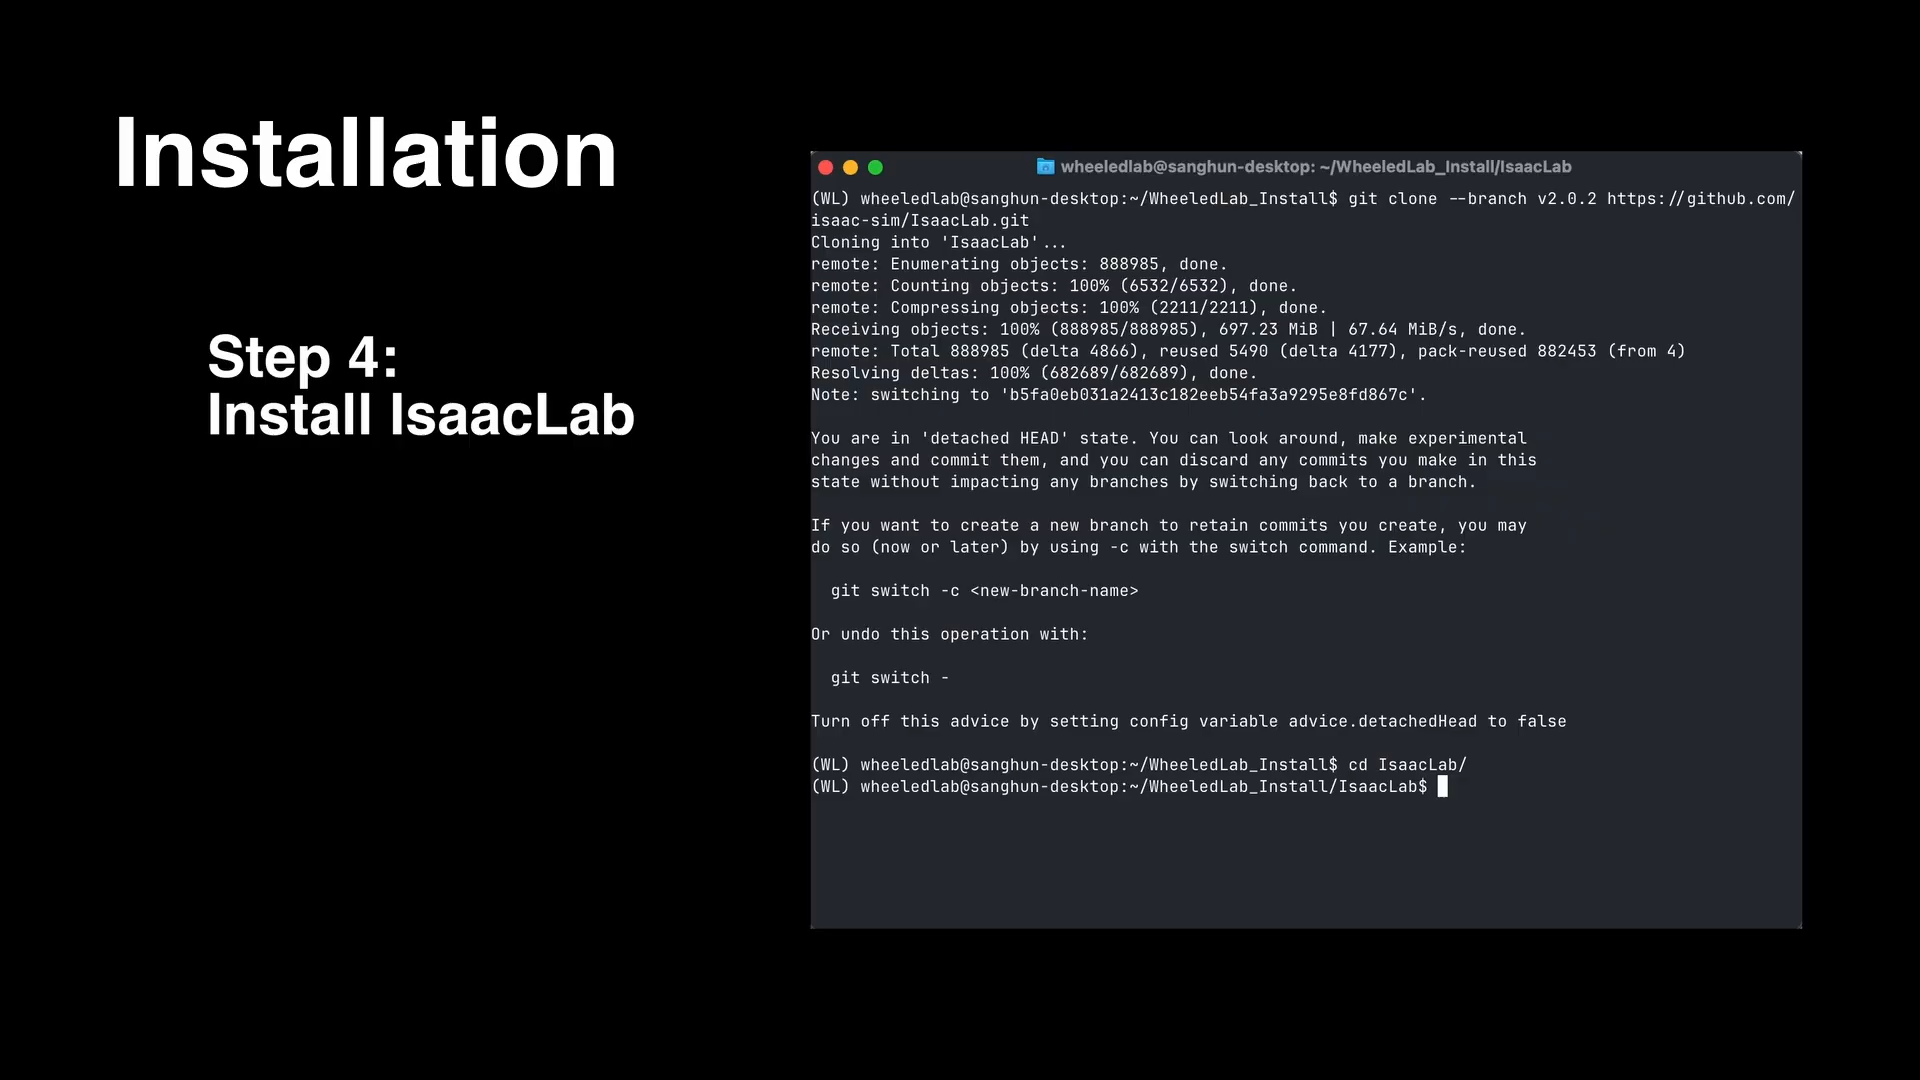 Installation
Step 4:
Install IsaacLab
wheeledlab@sanghun-desktop: ~/WheeledLab_Install/IsaacLab
(WL) wheeledlab@sanghun-desktop:~/WheeledLab_Install$ git clone --branch v2.0.2 https://github.com/
isaac-sim/IsaacLab.git
Cloning into 'IsaacLab'...
remote: Enumerating objects: 888985, done.
remote: Counting objects: 100% (6532/6532), done.
remote: Compressing objects: 100% (2211/2211), done.
Receiving objects: 100% (888985/888985), 697.23 MiB | 67.64 MiB/s, done.
remote: Total 888985 (delta 4866), reused 5490 (delta 4177), pack-reused 882453 (from 4)
Resolving deltas: 100% (682689/682689), done.
Note: switching to 'b5fa0eb031a2413c182eeb54fa3a9295e8fd867c'.
You are in 'detached HEAD' state. You can look around, make experimental
changes and commit them, and you can discard any commits you make in this
state without impacting any branches by switching back to a branch.
If you want to create a new branch to retain commits you create, you may
do so (now or later) by using -c with the switch command. Example:
git switch -c <new-branch-name>
Or undo this operation with:
git switch -
Turn off this advice by setting config variable advice.detachedHead to false
(WL) wheeledlab@sanghun-desktop:~/WheeledLab_Install$ cd IsaacLab/
(WL) wheeledlab@sanghun-desktop:~/WheeledLab_Install/IsaacLab$